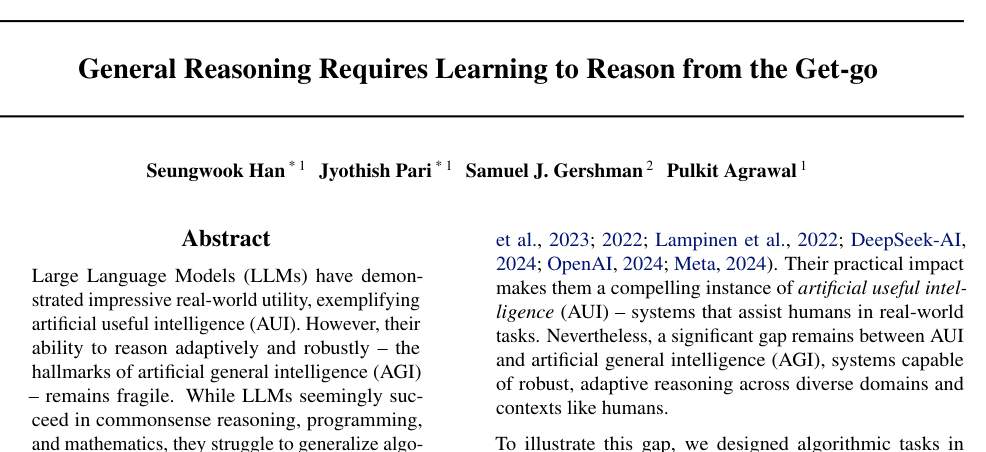 General Reasoning Requires Learning to Reason from the Get-go
Seungwook Han * 1 Jyothish Pari * 1 Samuel J. Gershman 2 Pulkit Agrawal 1
Abstract
Large Language Models (LLMs) have demon-
strated impressive real-world utility, exemplifying
artificial useful intelligence (AUI). However, their
ability to reason adaptively and robustly – the
hallmarks of artificial general intelligence (AGI)
– remains fragile. While LLMs seemingly suc-
ceed in commonsense reasoning, programming,
and mathematics, they struggle to generalize algo-
et al., 2023; 2022; Lampinen et al., 2022; DeepSeek-AI,
2024; OpenAI, 2024; Meta, 2024). Their practical impact
makes them a compelling instance of artificial useful intel-
ligence (AUI) – systems that assist humans in real-world
tasks. Nevertheless, a significant gap remains between AUI
and artificial general intelligence (AGI), systems capable
of robust, adaptive reasoning across diverse domains and
contexts like humans.
To illustrate this gap, we designed algorithmic tasks in